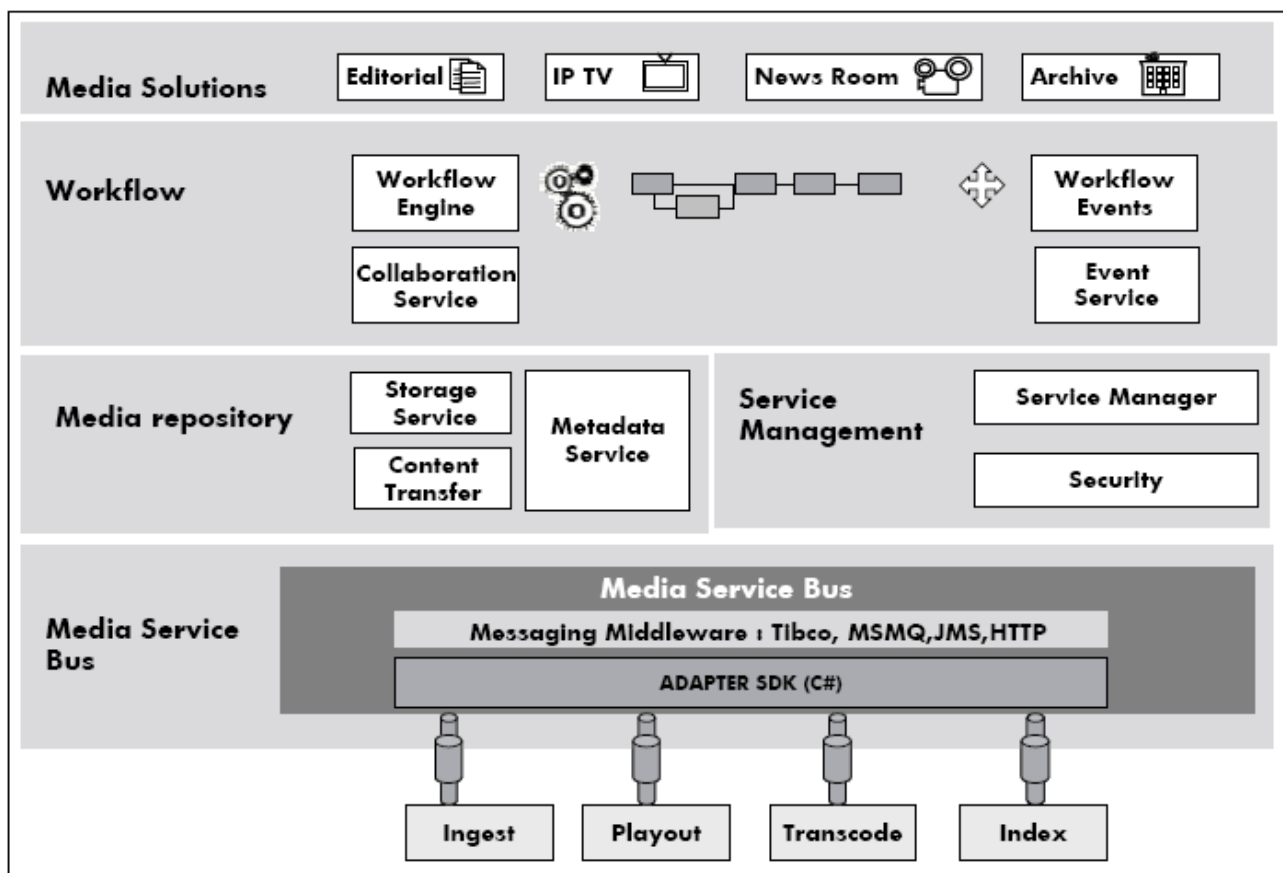 Media Solutions
Editorial
IP TV
News Room
Archive
Workflow
Workflow
Engine
Workflow
Events
Collaboration
Service
Event
Service
Media repository
Storage
Service
Content
Transfer
Metadata
Service
Service
Management
Service Manager
Security
Media Service
Bus
Media Service Bus
Messaging Middleware : Tibco, MSMQ,JMS,HTTP
ADAPTER SDK (C#)
Ingest
Playout
Transcode
Index